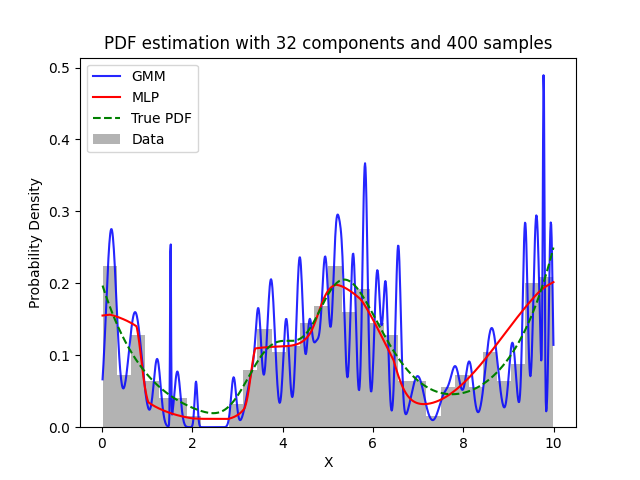 PDF estimation with 32 components and 400 samples
GMM
MLP
True PDF
Data
Probability Density
0.5
0.4
0.3
0.2
0.1
0.0
0 2 4 6 8 10
X